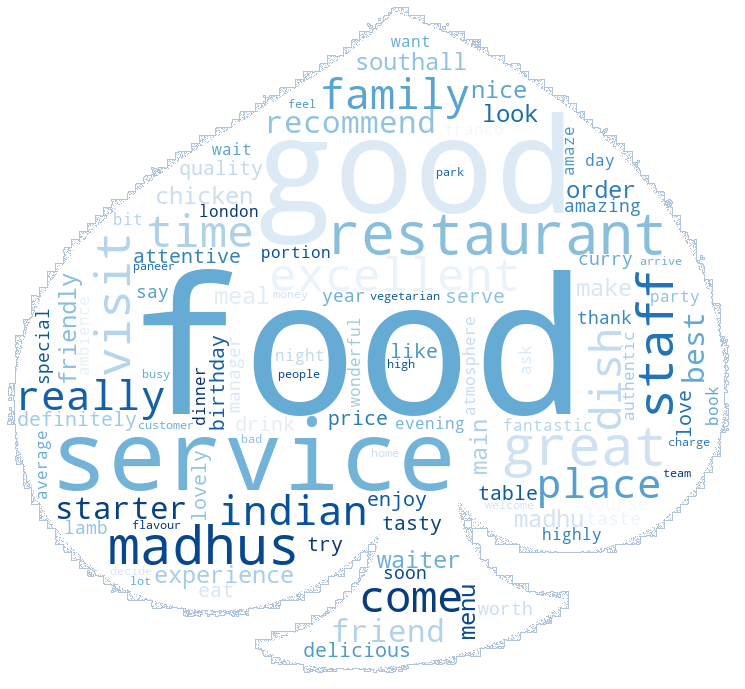 want
southall
family
nice
feel
look
recommend
good
franco
amaze
wait
day
quality
park
chicken
order
london
amazing
bit
time
restaurant
attentive
portion
curry
arrive
paneer
excellent
visit
friendly
say
meal
money
year
vegetarian
serve
make
party
staff
food
special
ambience
thank
wonderful
atmosphere
dish
best
birthday
manager
night
like
ask
authentic
busy
high
people
really
dinner
love
book
definitely
customer
drink
price
evening
fantastic
service
bad
main
great
charge
average
lovely
home
place
team
starter
indian
enjoy
table
welcome
course
lamb
flavour
tasty
madhu
taste
madhus
try
highly
waiter
decide
lot
experience
soon
eat
come
menu
worth
friend
delicious